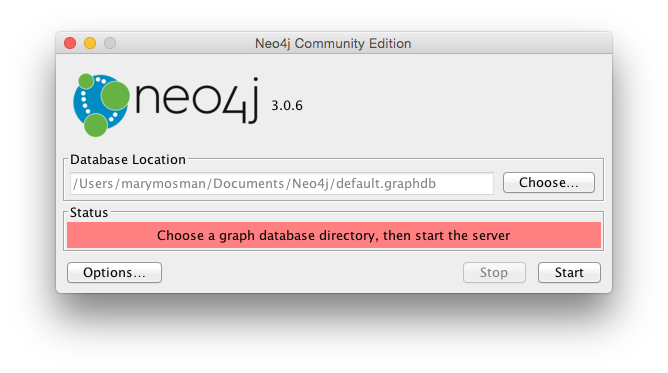 Neo4j Community Edition
neo4j 3.0.6
Database Location
/Users/marymosman/Documents/Neo4j/default.graphdb
Choose...
Status
Choose a graph database directory, then start the server
Options...
Stop
Start